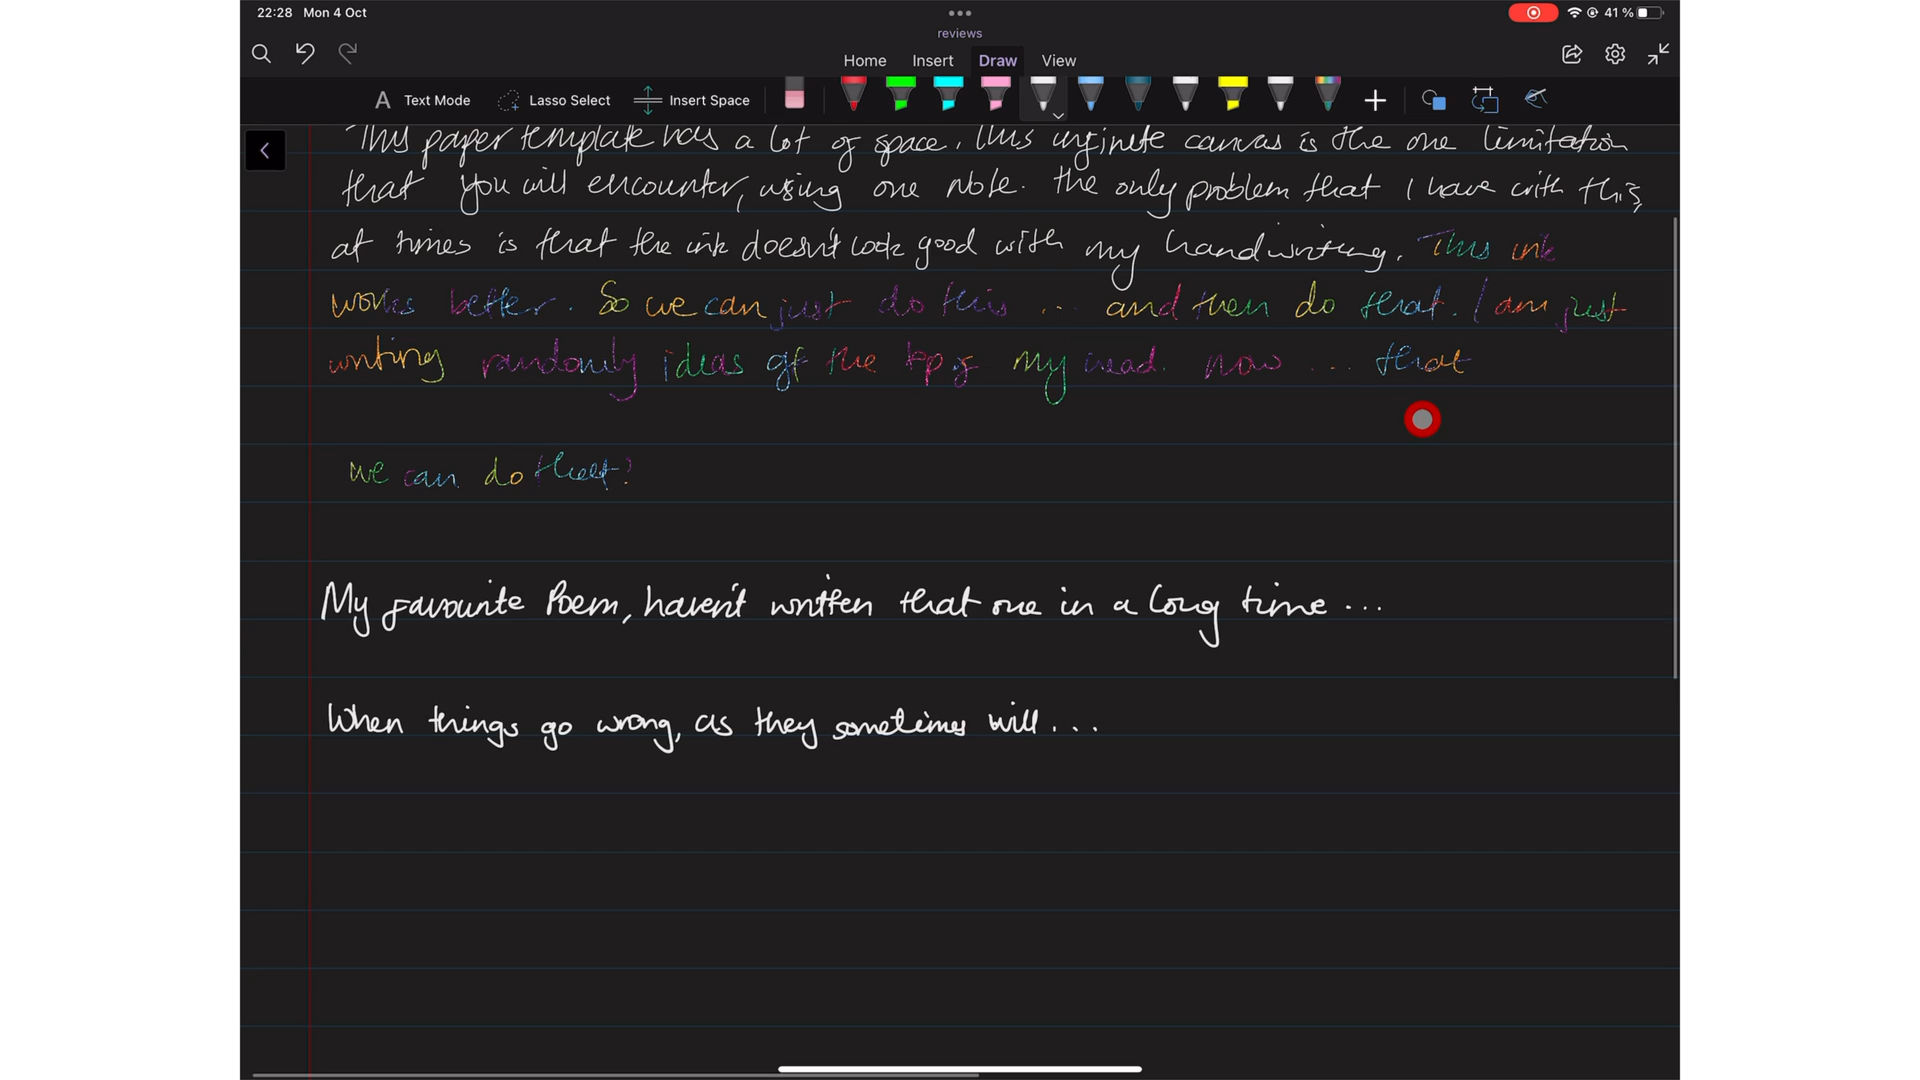 22:28 Mon 4 Oct
41 %
reviews
Home Insert Draw View
A Text Mode Lasso Select Insert Space
This paper template has a lot of space. This infinite canvas is the one limitation
that you will encounter, using one note. the only problem that I have with this,
at times is that the ink doesn't look good with my handwriting. This ink
works better. So we can just do this ... and then do that. I am just
writing randomly ideas of the top of my head. now ... that
we can do that?
My favourite Poem, haven't written that one in a long time ...
When things go wrong, as they sometimes will ...